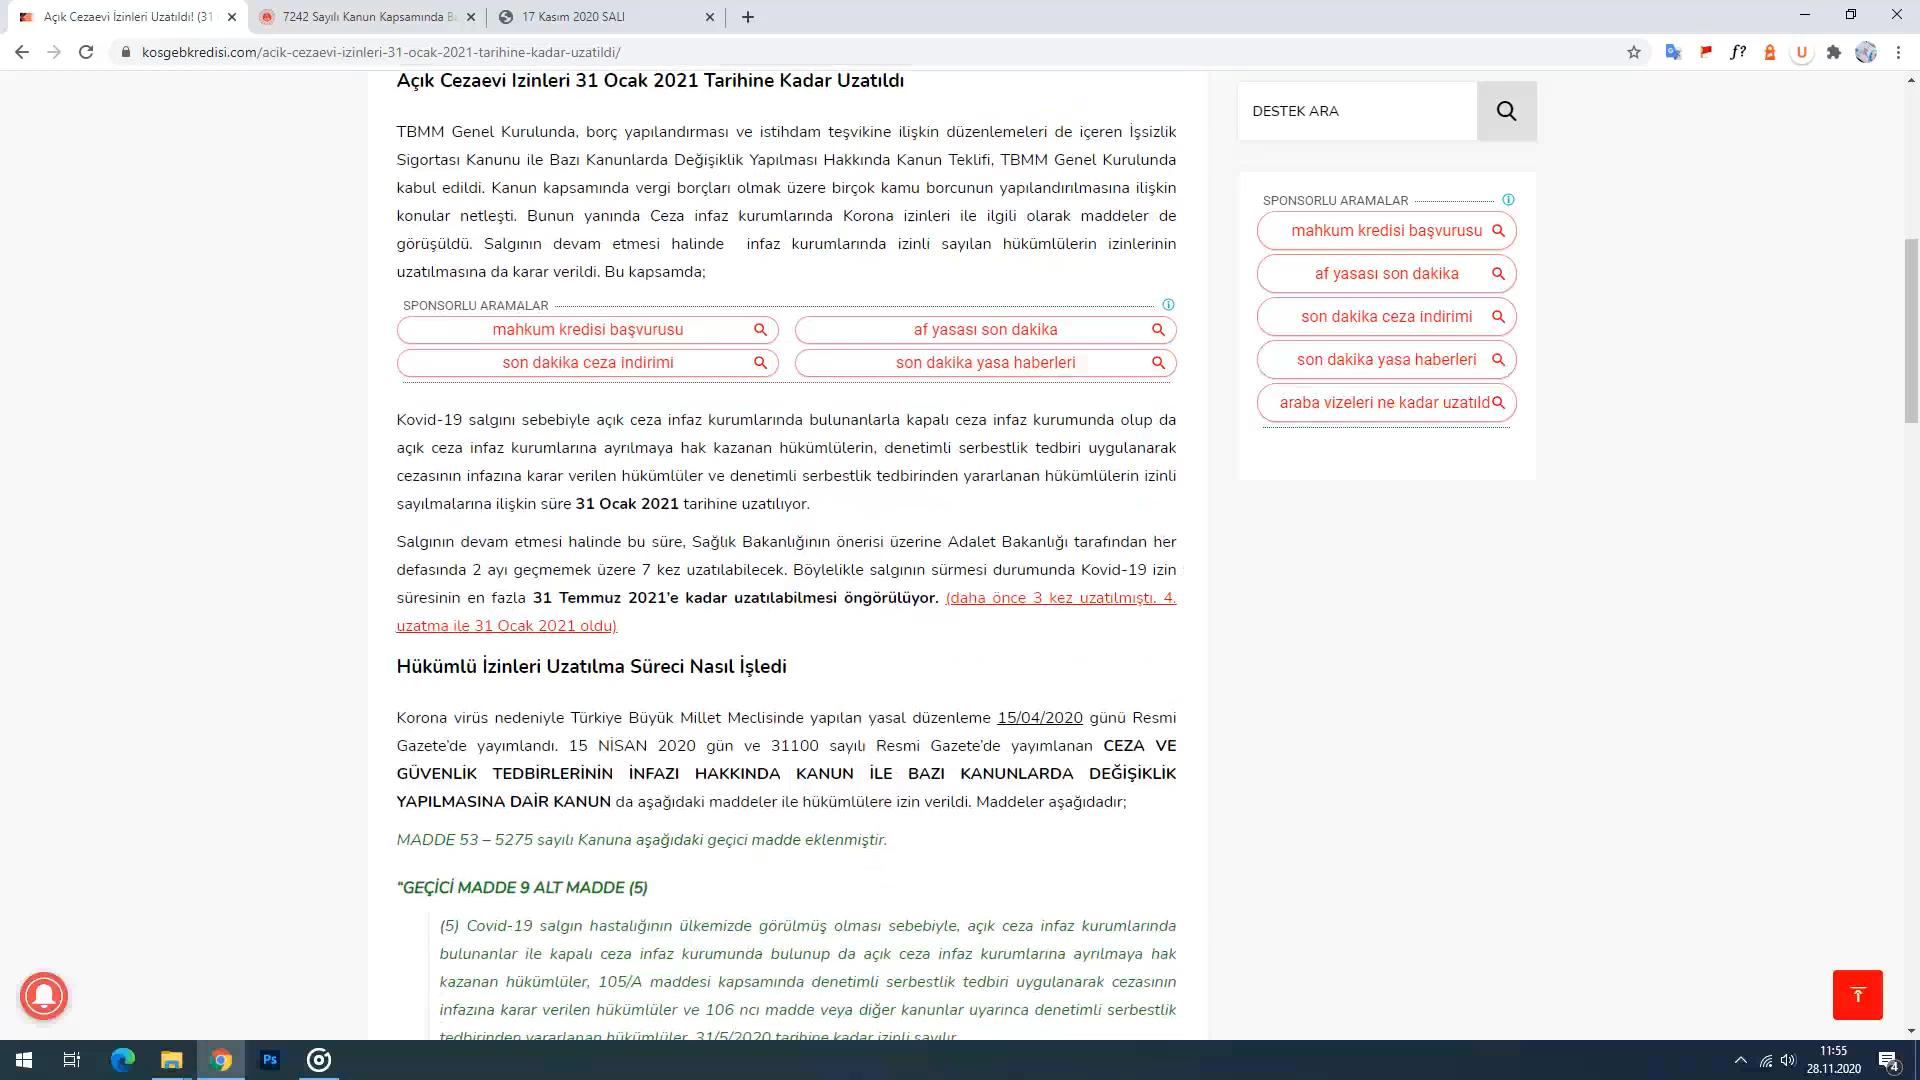 Açık Cezaevi İzinleri Uzatıldı! (31
7242 Sayılı Kanun Kapsamında Ba
17 Kasım 2020 SALI
kosgebkredisi.com/acik-cezaevi-izinleri-31-ocak-2021-tarihine-kadar-uzatildi/
Açık Cezaevi İzinleri 31 Ocak 2021 Tarihine Kadar Uzatıldı
TBMM Genel Kurulunda, borç yapılandırması ve istihdam teşvikine ilişkin düzenlemeleri de içeren İşsizlik
Sigortası Kanunu ile Bazı Kanunlarda Değişiklik Yapılması Hakkında Kanun Teklifi, TBMM Genel Kurulunda
kabul edildi. Kanun kapsamında vergi borçları olmak üzere birçok kamu borcunun yapılandırılmasına ilişkin
konular netleşti. Bunun yanında Ceza infaz kurumlarında Korona izinleri ile ilgili olarak maddeler de
görüşüldü. Salgının devam etmesi halinde infaz kurumlarında izinli sayılan hükümlülerin izinlerinin
uzatılmasına da karar verildi. Bu kapsamda;
SPONSORLU ARAMALAR
mahkum kredisi başvurusu
af yasası son dakika
son dakika ceza indirimi
son dakika yasa haberleri
Kovid-19 salgını sebebiyle açık ceza infaz kurumlarında bulunanlarla kapalı ceza infaz kurumunda olup da
açık ceza infaz kurumlarına ayrılmaya hak kazanan hükümlülerin, denetimli serbestlik tedbiri uygulanarak
cezasının infazına karar verilen hükümlüler ve denetimli serbestlik tedbirinden yararlanan hükümlülerin izinli
sayılmalarına ilişkin süre 31 Ocak 2021 tarihine uzatılıyor.
Salgının devam etmesi halinde bu süre, Sağlık Bakanlığının önerisi üzerine Adalet Bakanlığı tarafından her
defasında 2 ayı geçmemek üzere 7 kez uzatılabilecek. Böylelikle salgının sürmesi durumunda Kovid-19 izin
süresinin en fazla 31 Temmuz 2021’e kadar uzatılabilmesi öngörülüyor. (daha önce 3 kez uzatılmıştı. 4.
uzatma ile 31 Ocak 2021 oldu)
Hükümlü İzinleri Uzatılma Süreci Nasıl İşledi
Korona virüs nedeniyle Türkiye Büyük Millet Meclisinde yapılan yasal düzenleme 15/04/2020 günü Resmi
Gazete’de yayımlandı. 15 NİSAN 2020 gün ve 31100 sayılı Resmi Gazete’de yayımlanan CEZA VE
GÜVENLİK TEDBİRLERİNİN İNFAZI HAKKINDA KANUN İLE BAZI KANUNLARDA DEĞİŞİKLİK
YAPILMASINA DAİR KANUN da aşağıdaki maddeler ile hükümlülere izin verildi. Maddeler aşağıdadır;
MADDE 53 – 5275 sayılı Kanuna aşağıdaki geçici madde eklenmiştir.
“GEÇİCİ MADDE 9 ALT MADDE (5)
(5) Covid-19 salgın hastalığının ülkemizde görülmüş olması sebebiyle, açık ceza infaz kurumlarında
bulunanlar ile kapalı ceza infaz kurumunda bulunup da açık ceza infaz kurumlarına ayrılmaya hak
kazanan hükümlüler, 105/A maddesi kapsamında denetimli serbestlik tedbiri uygulanarak cezasının
infazına karar verilen hükümlüler ve 106 ncı madde veya diğer kanunlar uyarınca denetimli serbestlik
tedbirinden yararlanan hükümlüler, 31/5/2020 tarihine kadar izinli sayılır.
DESTEK ARA
SPONSORLU ARAMALAR
mahkum kredisi başvurusu
af yasası son dakika
son dakika ceza indirimi
son dakika yasa haberleri
araba vizeleri ne kadar uzatıld
f?
U
Ps
11:55
28.11.2020
4